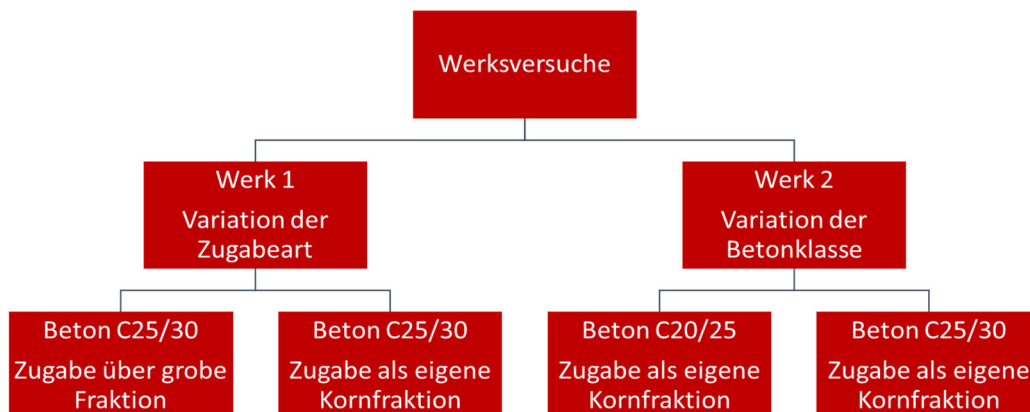 Werksversuche
Werk 1
Variation der
Zugabeart
Werk 2
Variation der
Betonklasse
Beton C25/30
Zugabe über grobe
Fraktion
Beton C25/30
Zugabe als eigene
Kornfraktion
Beton C20/25
Zugabe als eigene
Kornfraktion
Beton C25/30
Zugabe als eigene
Kornfraktion